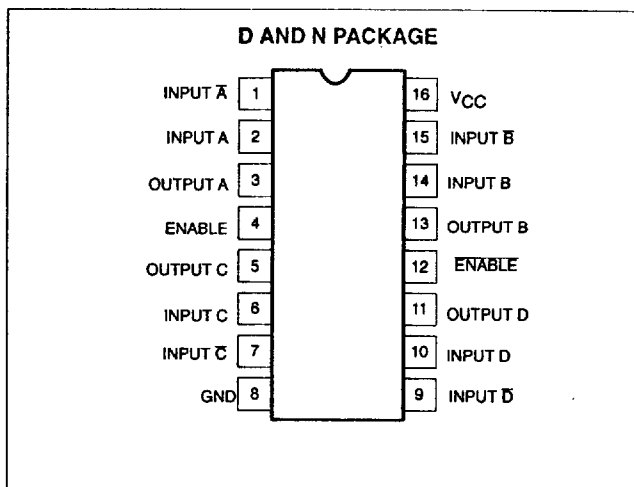 D AND N PACKAGE
INPUT A̅ 1
INPUT A 2
OUTPUT A 3
ENABLE 4
OUTPUT C 5
INPUT C 6
INPUT C̅ 7
GND 8
16 VCC
15 INPUT B̅
14 INPUT B
13 OUTPUT B
12 E̅N̅A̅B̅L̅E̅
11 OUTPUT D
10 INPUT D
9 INPUT D̅